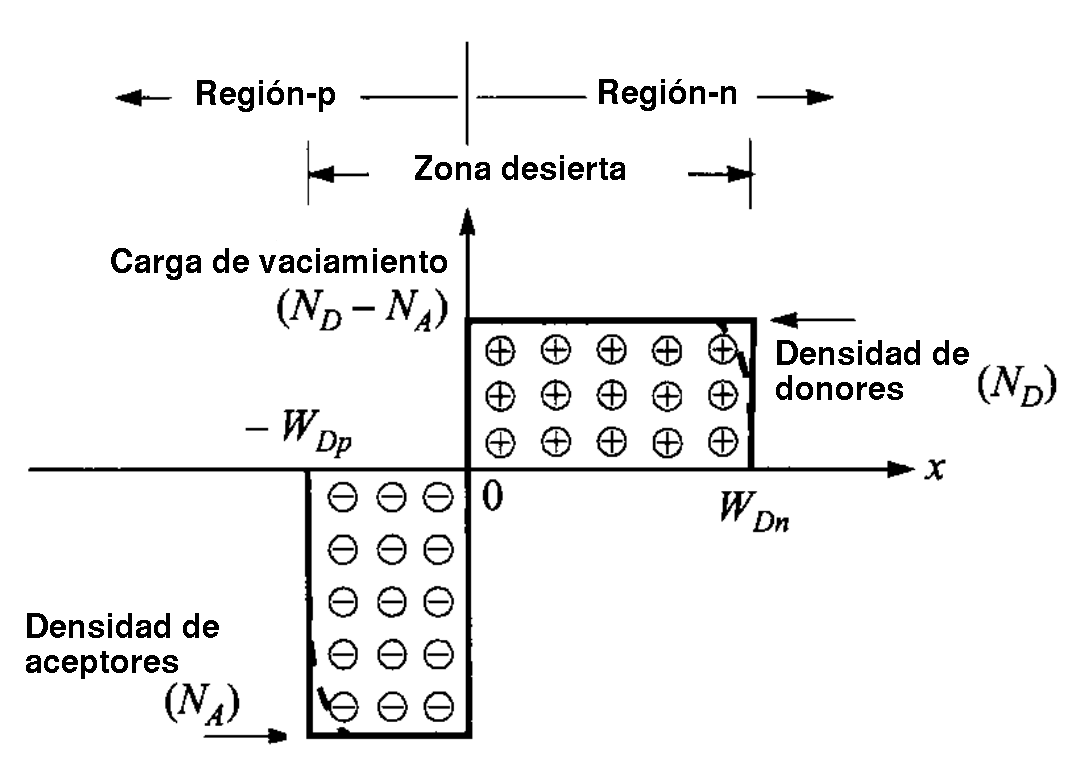 Región-p
Región-n
Zona desierta
Carga de vaciamiento
(N_D − N_A)
Densidad de
donores
(N_D)
− W_Dp
0
x
W_Dn
Densidad de
aceptores
(N_A)